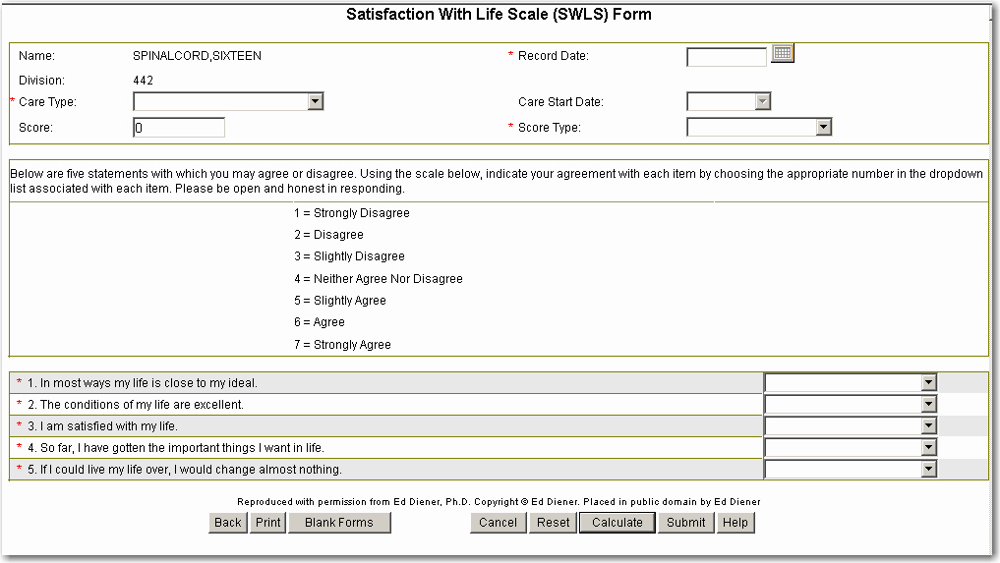 Satisfaction With Life Scale (SWLS) Form
Name: SPINALCORD,SIXTEEN * Record Date:
Division: 442
* Care Type: Care Start Date:
Score: 0 * Score Type:
Below are five statements with which you may agree or disagree. Using the scale below, indicate your agreement with each item by choosing the appropriate number in the dropdown
list associated with each item. Please be open and honest in responding.
1 = Strongly Disagree
2 = Disagree
3 = Slightly Disagree
4 = Neither Agree Nor Disagree
5 = Slightly Agree
6 = Agree
7 = Strongly Agree
* 1. In most ways my life is close to my ideal.
* 2. The conditions of my life are excellent.
* 3. I am satisfied with my life.
* 4. So far, I have gotten the important things I want in life.
* 5. If I could live my life over, I would change almost nothing.
Reproduced with permission from Ed Diener, Ph.D. Copyright © Ed Diener. Placed in public domain by Ed Diener
Back Print Blank Forms Cancel Reset Calculate Submit Help